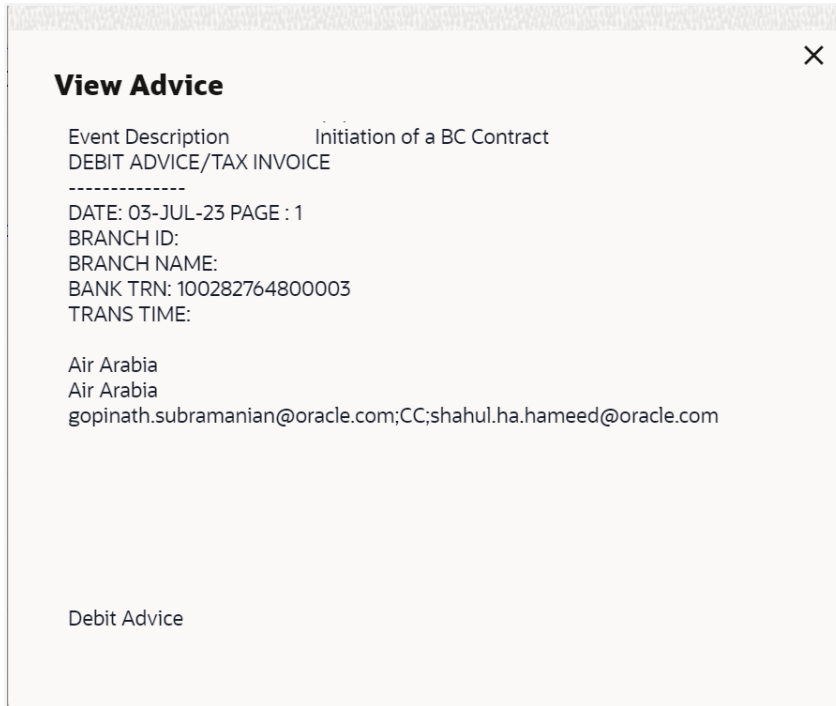 View Advice
Event Description Initiation of a BC Contract
DEBIT ADVICE/TAX INVOICE
--------------
DATE: 03-JUL-23 PAGE : 1
BRANCH ID:
BRANCH NAME:
BANK TRN: 100282764800003
TRANS TIME:
Air Arabia
Air Arabia
gopinath.subramanian@oracle.com;CC;shahul.ha.hameed@oracle.com
Debit Advice